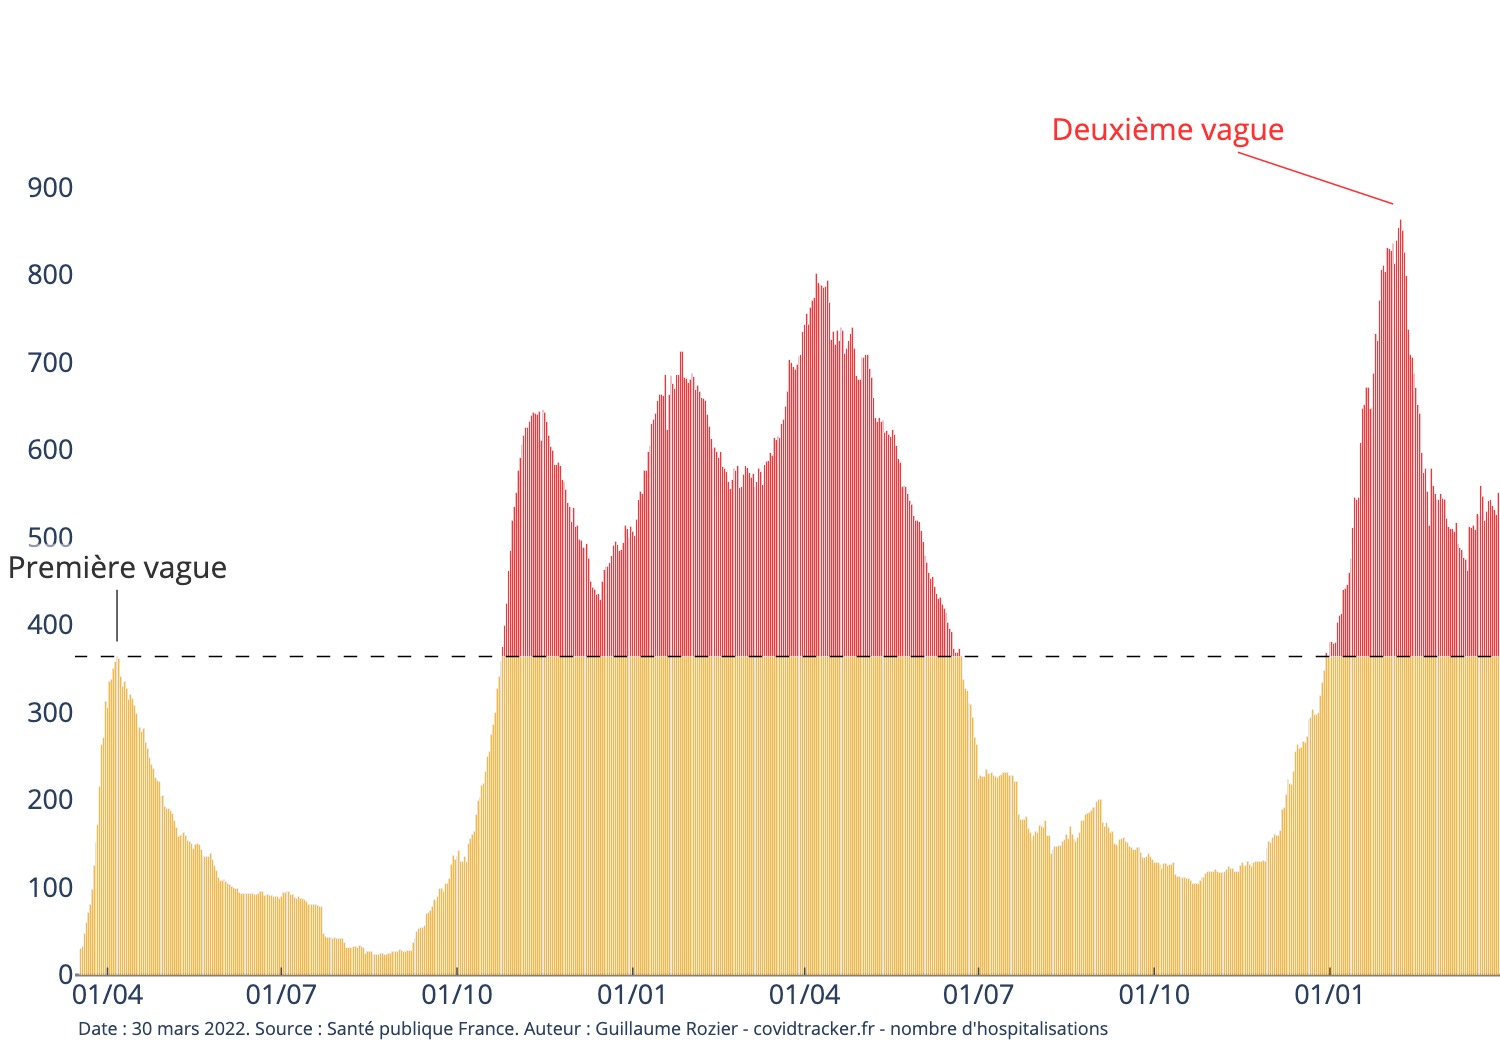 Deuxième vague
900
800
700
600
500
Première vague
400
300
200
100
0
01/04 01/07 01/10 01/01 01/04 01/07 01/10 01/01
Date : 30 mars 2022. Source : Santé publique France. Auteur : Guillaume Rozier - covidtracker.fr - nombre d'hospitalisations